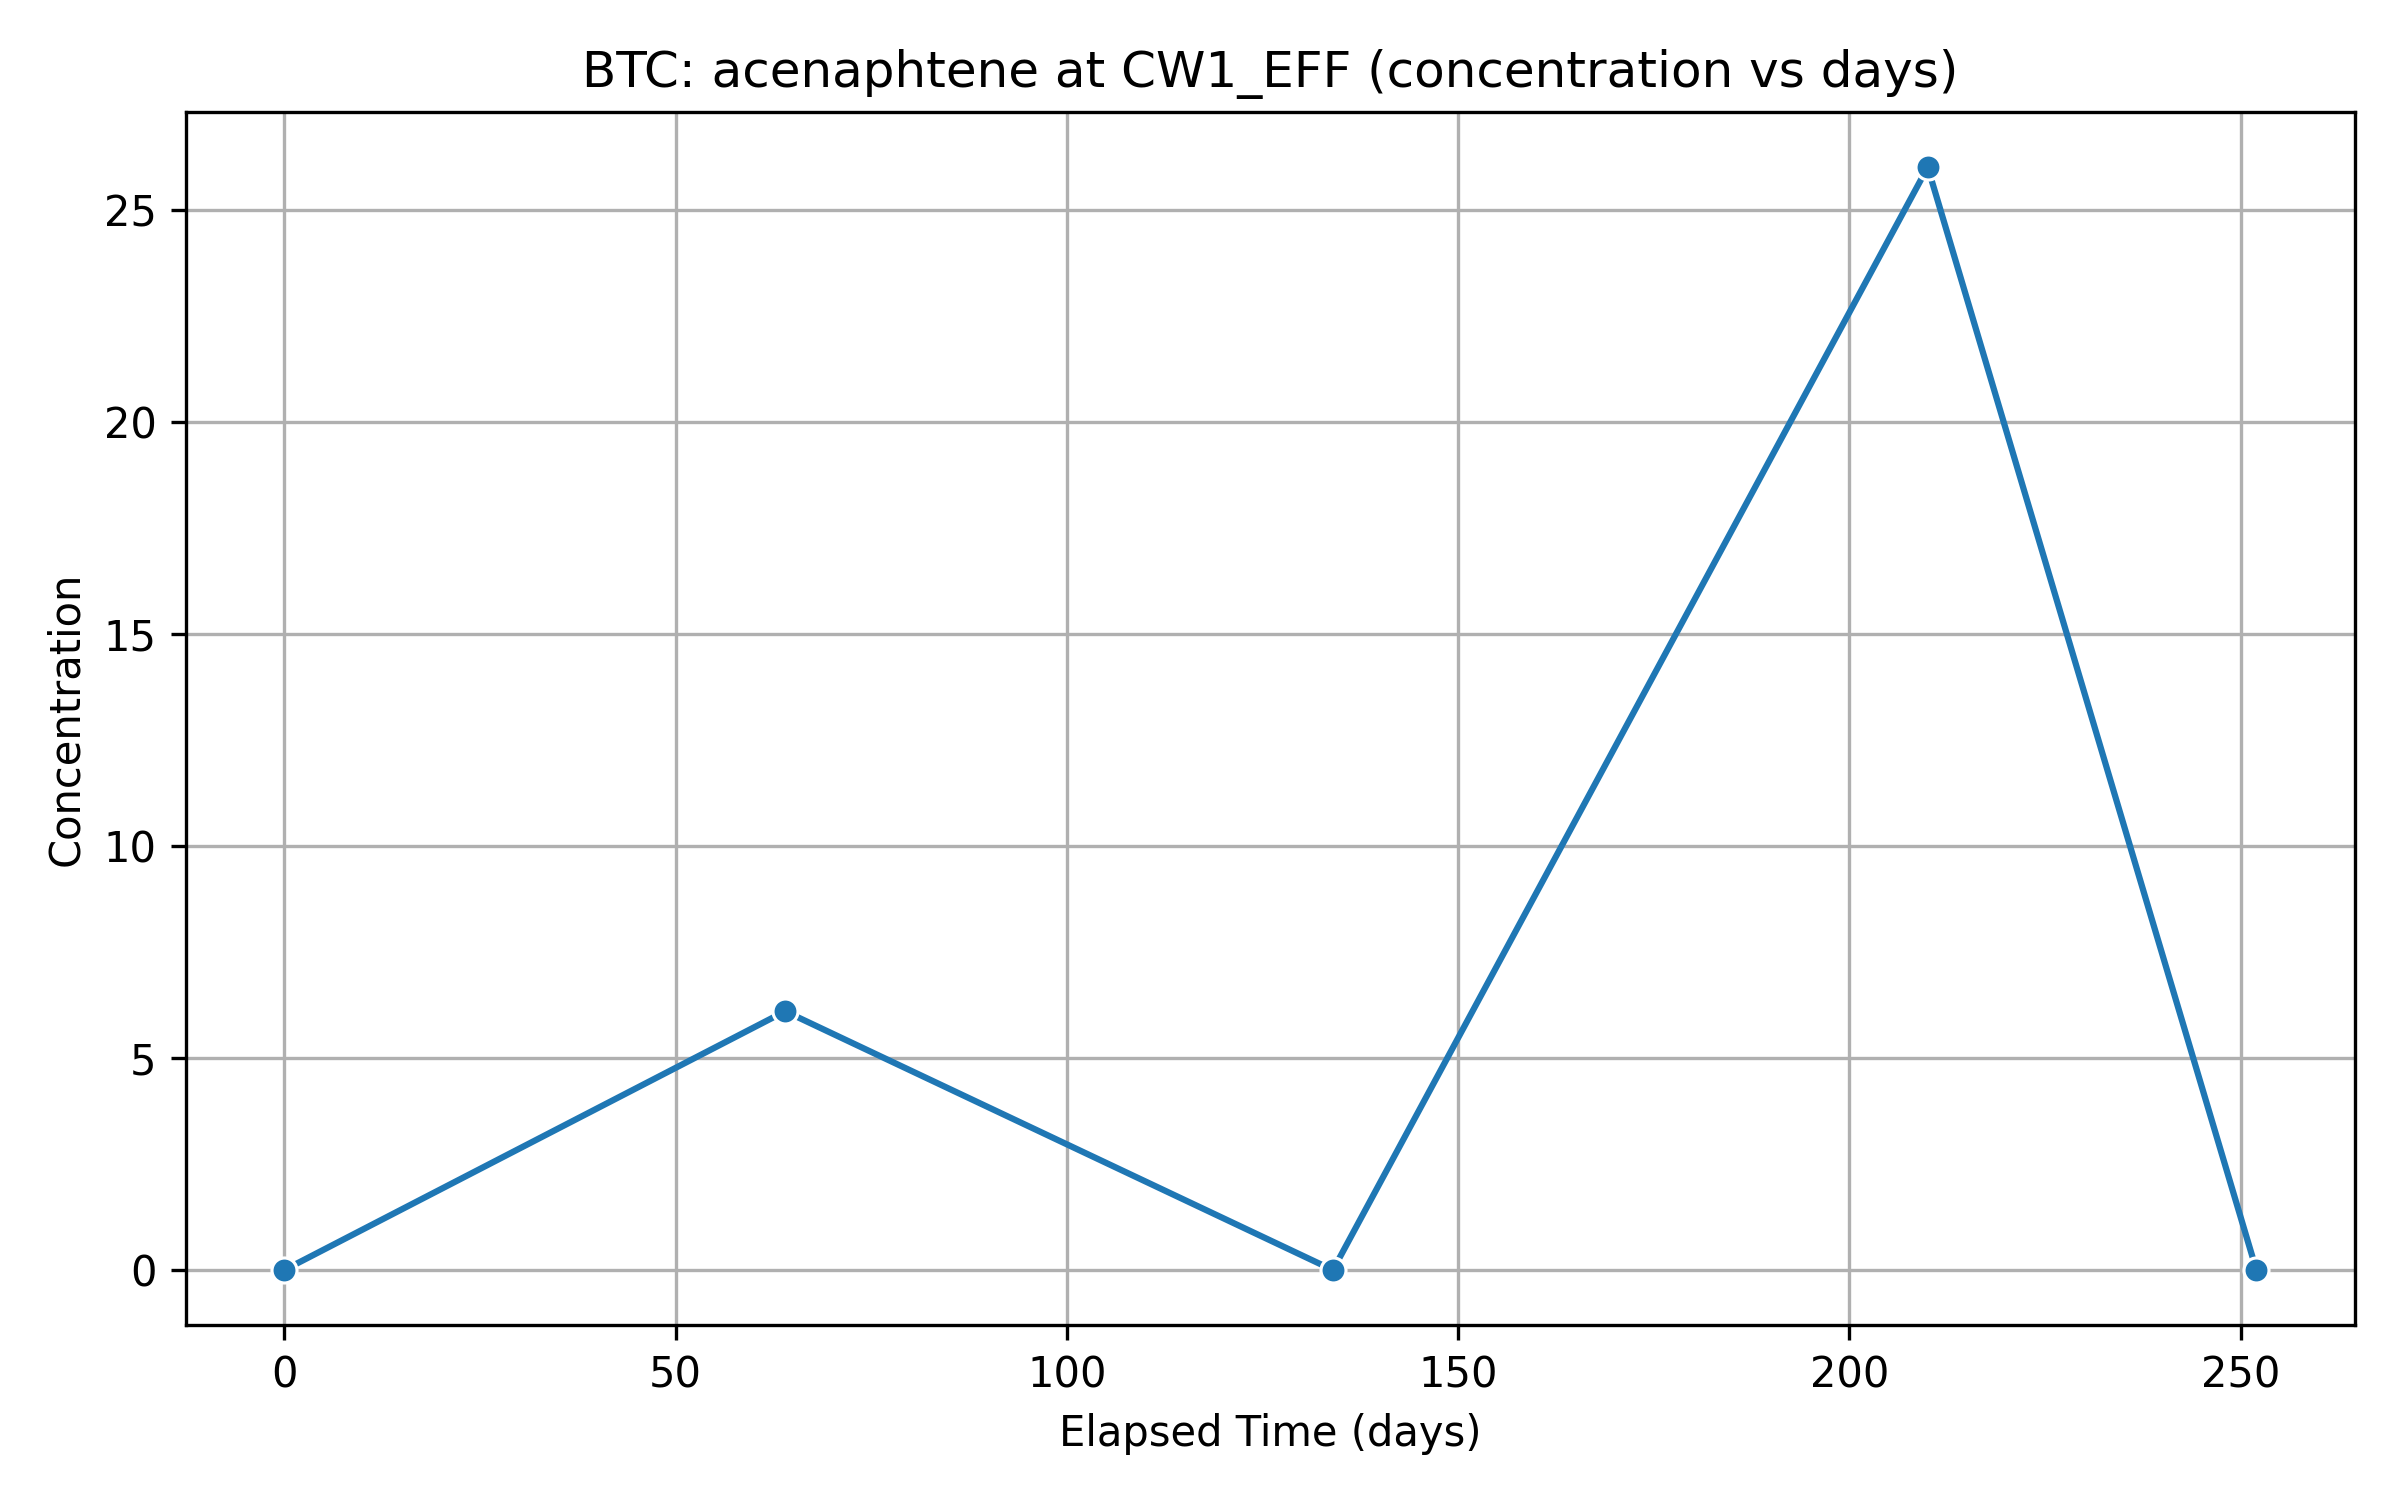 BTC: acenaphtene at CW1_EFF (concentration vs days)
25
20
15
10
5
0
Concentration
0 50 100 150 200 250
Elapsed Time (days)